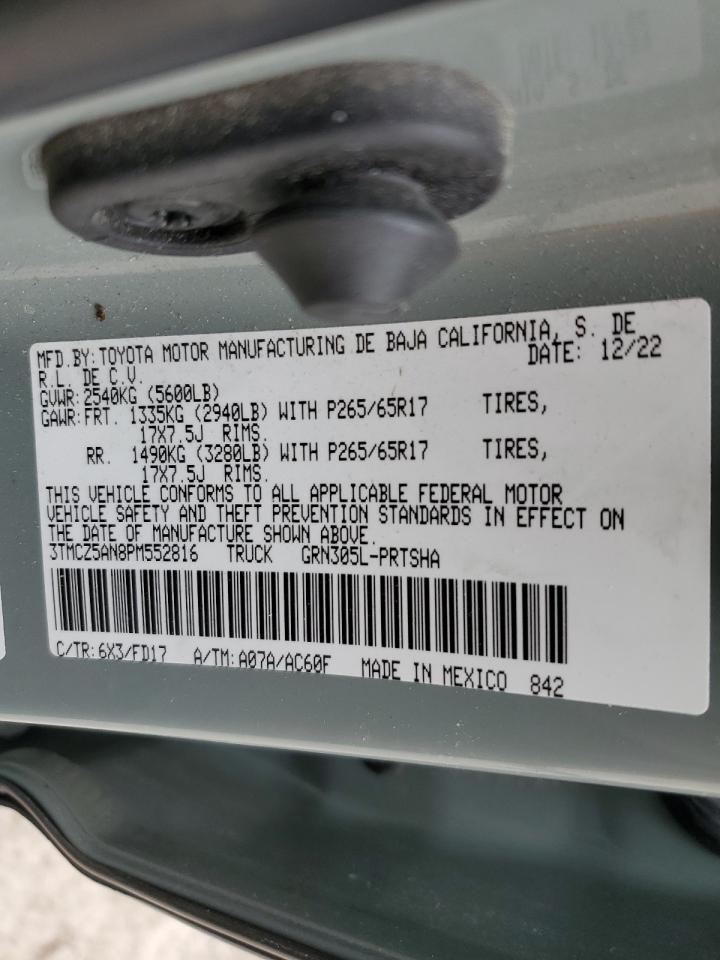 MFD.BY:TOYOTA MOTOR MANUFACTURING DE BAJA CALIFORNIA, S. DE
R.L. DE C.V. DATE: 12/22
GVWR:2540KG (5600LB)
GAWR:FRT. 1335KG (2940LB) WITH P265/65R17 TIRES,
17X7.5J RIMS.
RR. 1490KG (3280LB) WITH P265/65R17 TIRES,
17X7.5J RIMS.
THIS VEHICLE CONFORMS TO ALL APPLICABLE FEDERAL MOTOR
VEHICLE SAFETY AND THEFT PREVENTION STANDARDS IN EFFECT ON
THE DATE OF MANUFACTURE SHOWN ABOVE.
3TMCZ5AN8PM552816 TRUCK GRN305L-PRTSHA
C/TR:6X3/FD17 A/TM:A07A/AC60F MADE IN MEXICO 842